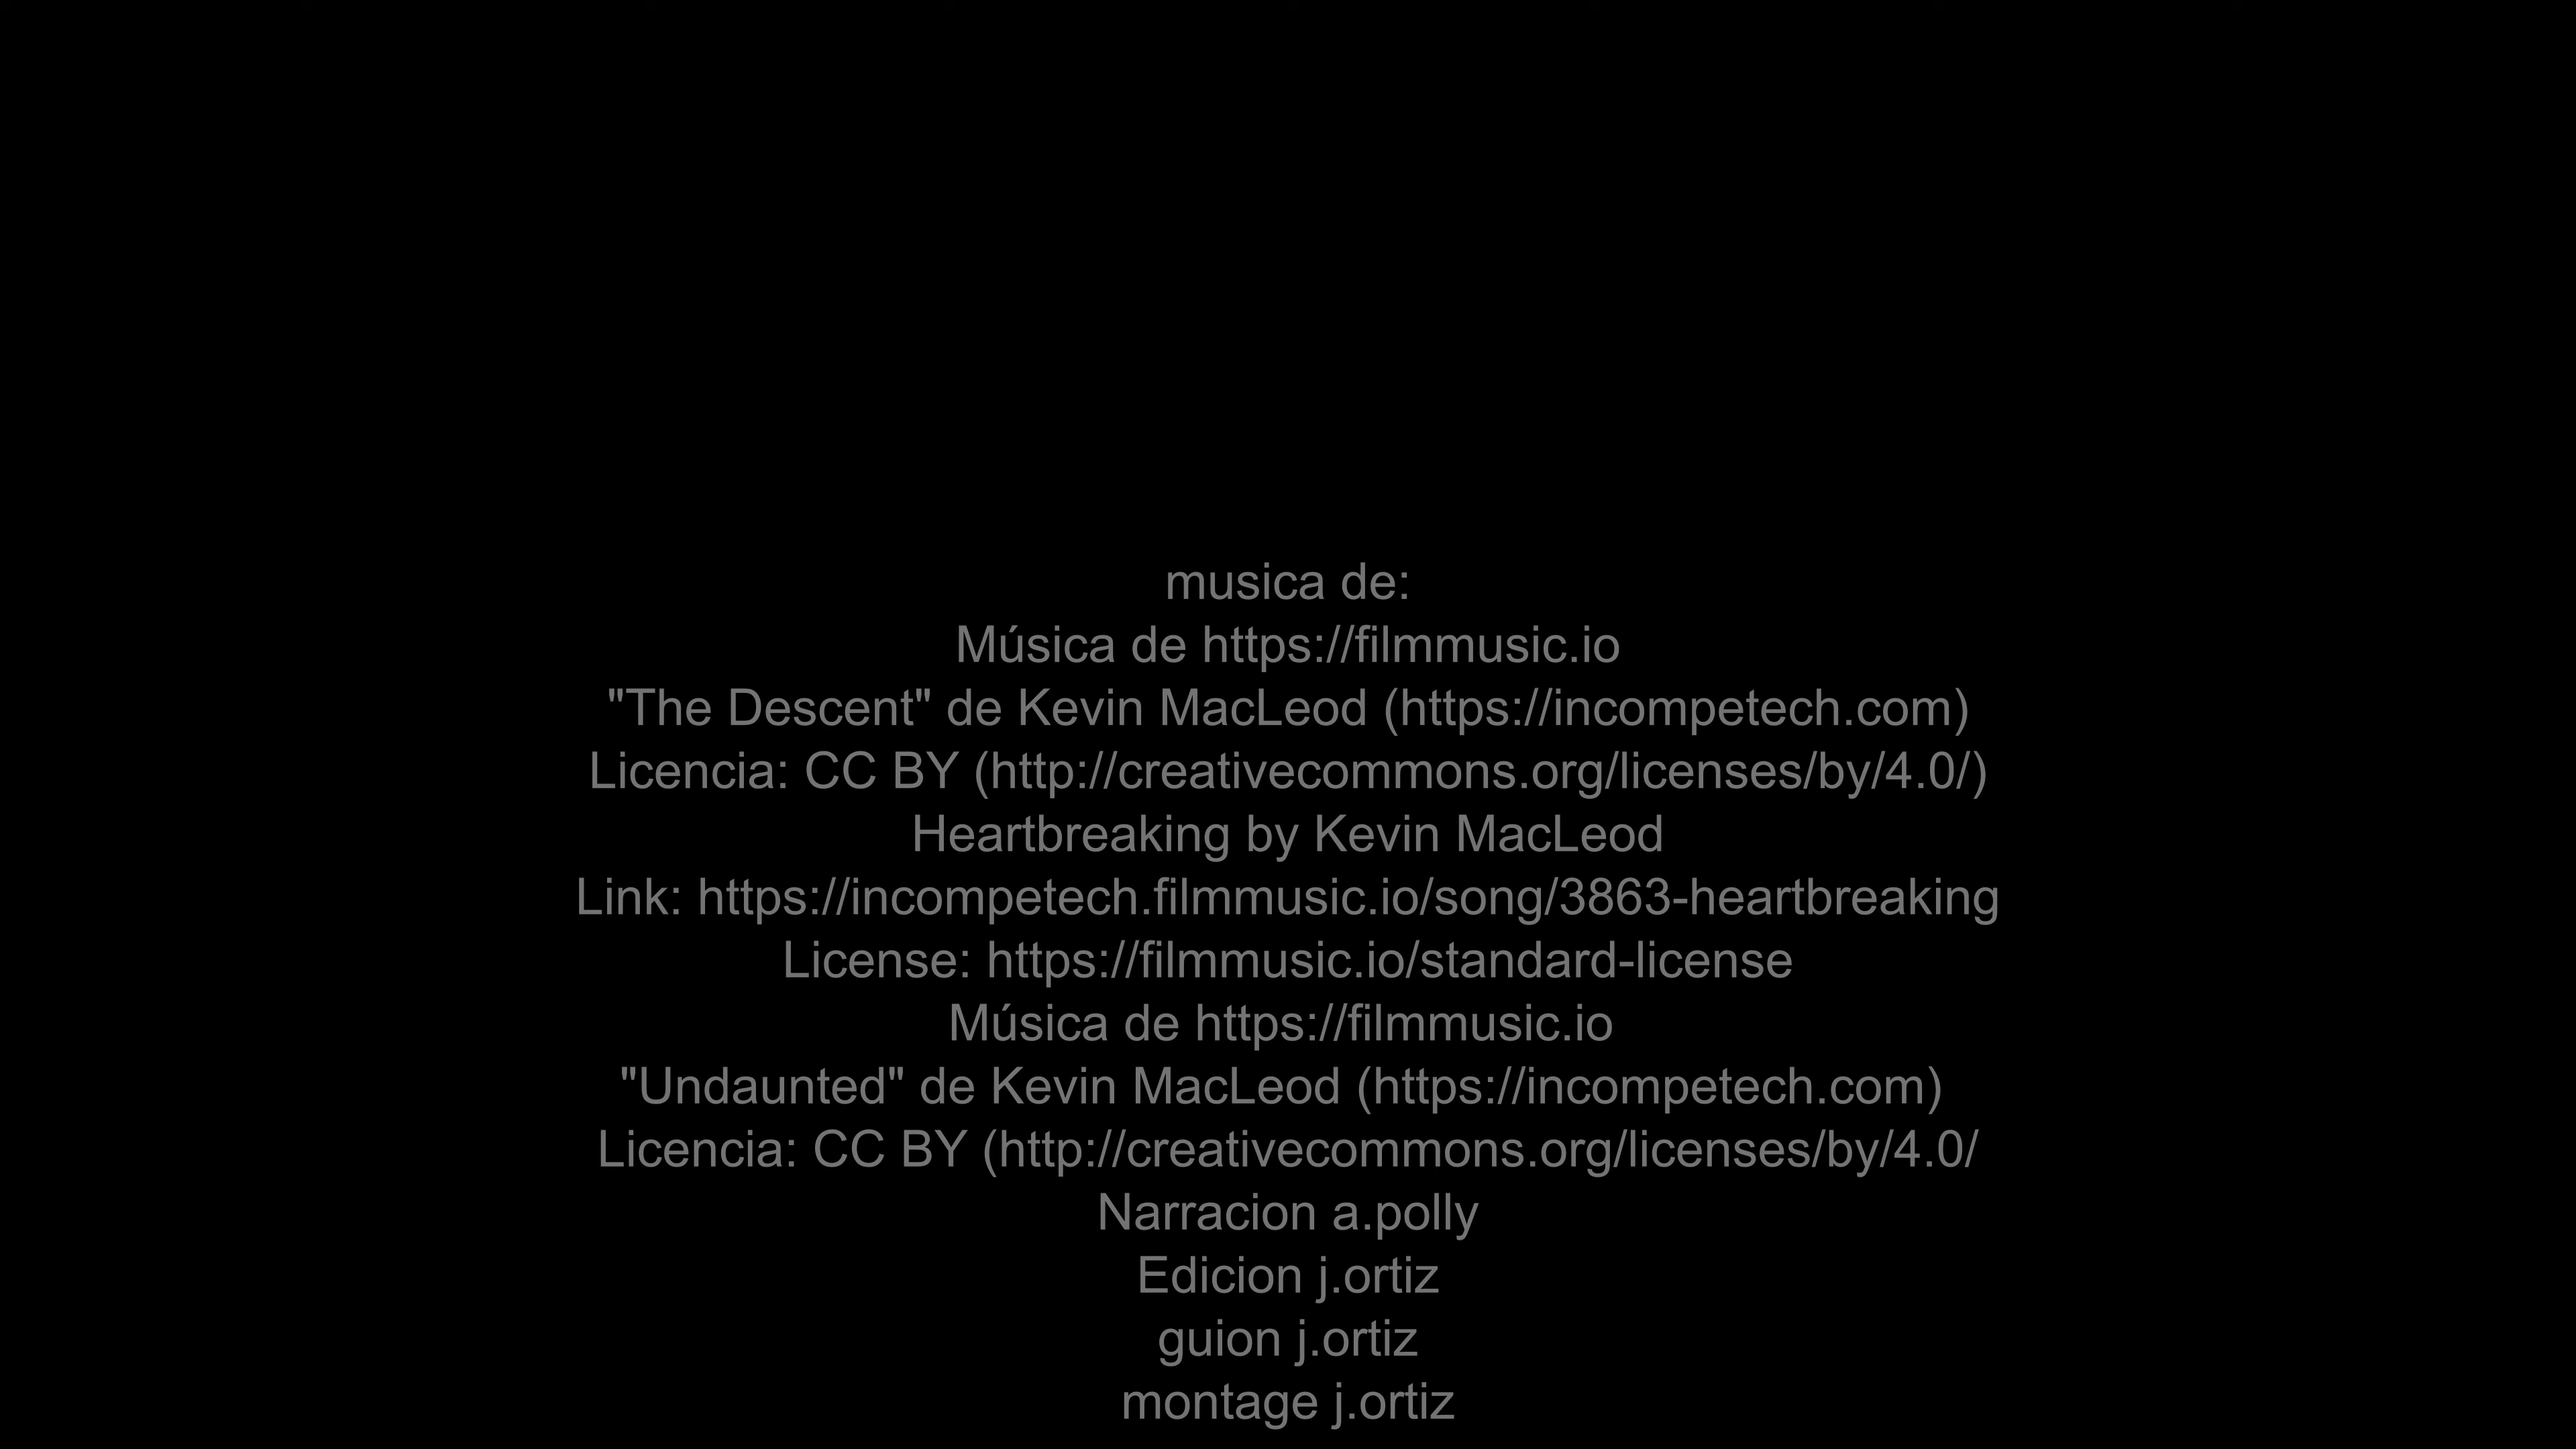 musica de:
Música de https://filmmusic.io
"The Descent" de Kevin MacLeod (https://incompetech.com)
Licencia: CC BY (http://creativecommons.org/licenses/by/4.0/)
Heartbreaking by Kevin MacLeod
Link: https://incompetech.filmmusic.io/song/3863-heartbreaking
License: https://filmmusic.io/standard-license
Música de https://filmmusic.io
"Undaunted" de Kevin MacLeod (https://incompetech.com)
Licencia: CC BY (http://creativecommons.org/licenses/by/4.0/
Narracion a.polly
Edicion j.ortiz
guion j.ortiz
montage j.ortiz